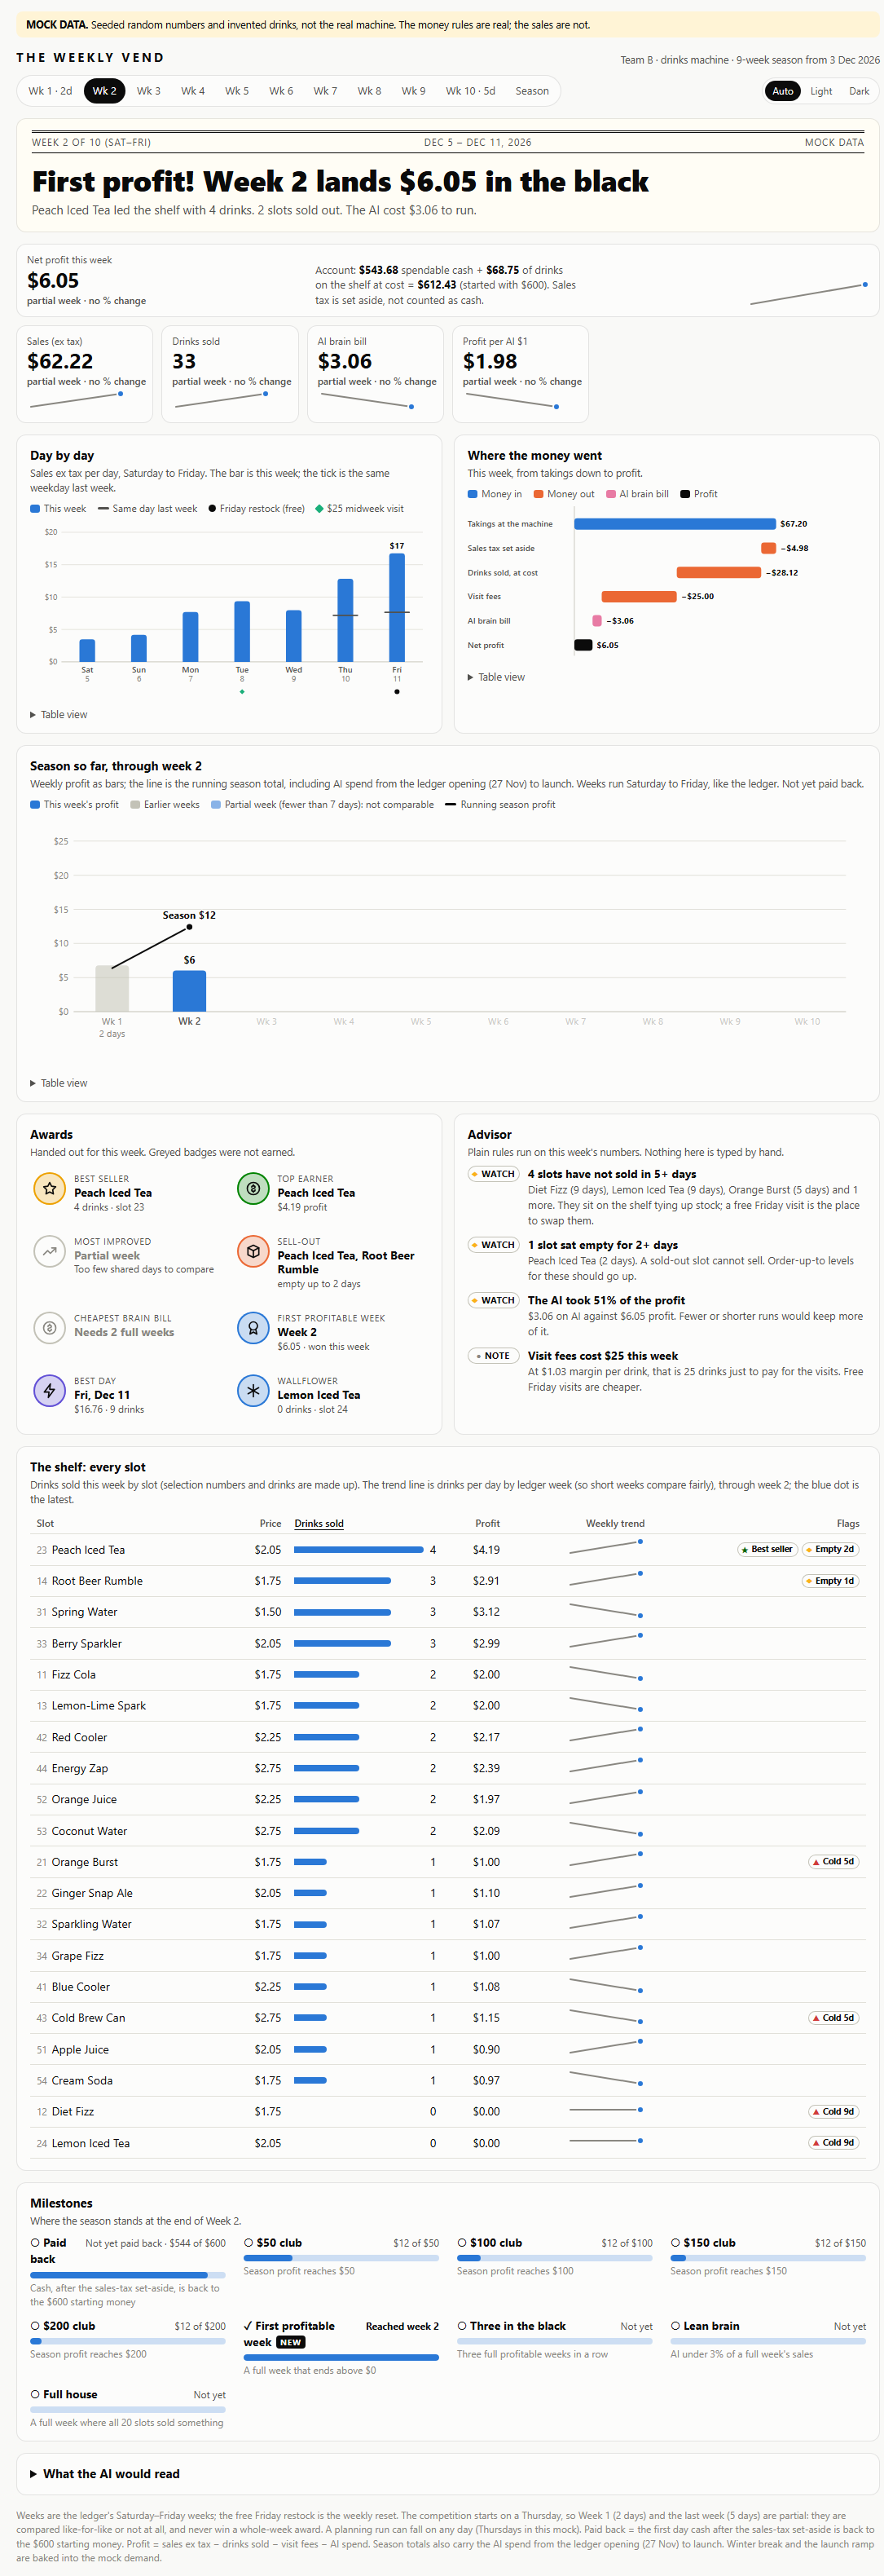 MOCK DATA. Seeded random numbers and invented drinks, not the real machine. The money rules are real; the sales are not.
THE WEEKLY VEND
Team B · drinks machine · 9-week season from 3 Dec 2026
Wk 1 · 2d Wk 2 Wk 3 Wk 4 Wk 5 Wk 6 Wk 7 Wk 8 Wk 9 Wk 10 · 5d Season
Auto Light Dark
WEEK 2 OF 10 (SAT–FRI) DEC 5 – DEC 11, 2026 MOCK DATA
First profit! Week 2 lands $6.05 in the black
Peach Iced Tea led the shelf with 4 drinks. 2 slots sold out. The AI cost $3.06 to run.
Net profit this week
$6.05
partial week · no % change
Account: $543.68 spendable cash + $68.75 of drinks
on the shelf at cost = $612.43 (started with $600). Sales
tax is set aside, not counted as cash.
Sales (ex tax)
$62.22
partial week · no % change
Drinks sold
33
partial week · no % change
AI brain bill
$3.06
partial week · no % change
Profit per AI $1
$1.98
partial week · no % change
Day by day
Sales ex tax per day, Saturday to Friday. The bar is this week; the tick is the same
weekday last week.
This week Same day last week Friday restock (free) $25 midweek visit
$20
$15
$10
$5
$0
$17
Sat Sun Mon Tue Wed Thu Fri
5 6 7 8 9 10 11
▶ Table view
Where the money went
This week, from takings down to profit.
Money in Money out AI brain bill Profit
Takings at the machine $67.20
Sales tax set aside −$4.98
Drinks sold, at cost −$28.12
Visit fees −$25.00
AI brain bill −$3.06
Net profit $6.05
▶ Table view
Season so far, through week 2
Weekly profit as bars; the line is the running season total, including AI spend from the ledger opening (27 Nov) to launch. Weeks run Saturday to Friday, like the ledger. Not yet paid back.
This week's profit Earlier weeks Partial week (fewer than 7 days): not comparable Running season profit
$25
$20
$15
$10
$5
$0
Season $12
$6
Wk 1 Wk 2 Wk 3 Wk 4 Wk 5 Wk 6 Wk 7 Wk 8 Wk 9 Wk 10
2 days
▶ Table view
Awards
Handed out for this week. Greyed badges were not earned.
BEST SELLER
Peach Iced Tea
4 drinks · slot 23
TOP EARNER
Peach Iced Tea
$4.19 profit
MOST IMPROVED
Partial week
Too few shared days to compare
SELL-OUT
Peach Iced Tea, Root Beer
Rumble
empty up to 2 days
CHEAPEST BRAIN BILL
Needs 2 full weeks
FIRST PROFITABLE WEEK
Week 2
$6.05 · won this week
BEST DAY
Fri, Dec 11
$16.76 · 9 drinks
WALLFLOWER
Lemon Iced Tea
0 drinks · slot 24
Advisor
Plain rules run on this week's numbers. Nothing here is typed by hand.
WATCH 4 slots have not sold in 5+ days
Diet Fizz (9 days), Lemon Iced Tea (9 days), Orange Burst (5 days) and 1
more. They sit on the shelf tying up stock; a free Friday visit is the place
to swap them.
WATCH 1 slot sat empty for 2+ days
Peach Iced Tea (2 days). A sold-out slot cannot sell. Order-up-to levels
for these should go up.
WATCH The AI took 51% of the profit
$3.06 on AI against $6.05 profit. Fewer or shorter runs would keep more
of it.
NOTE Visit fees cost $25 this week
At $1.03 margin per drink, that is 25 drinks just to pay for the visits. Free
Friday visits are cheaper.
The shelf: every slot
Drinks sold this week by slot (selection numbers and drinks are made up). The trend line is drinks per day by ledger week (so short weeks compare fairly), through week 2; the blue dot is
the latest.
Slot Price Drinks sold Profit Weekly trend Flags
23 Peach Iced Tea $2.05 4 $4.19 Best seller Empty 2d
14 Root Beer Rumble $1.75 3 $2.91 Empty 1d
31 Spring Water $1.50 3 $3.12
33 Berry Sparkler $2.05 3 $2.99
11 Fizz Cola $1.75 2 $2.00
13 Lemon-Lime Spark $1.75 2 $2.00
42 Red Cooler $2.25 2 $2.17
44 Energy Zap $2.25 2 $2.39
52 Orange Juice $2.25 2 $1.97
53 Coconut Water $2.75 2 $2.09
21 Orange Burst $1.75 1 $1.00 Cold 5d
22 Ginger Snap Ale $2.05 1 $1.10
32 Sparkling Water $1.75 1 $1.07
34 Grape Fizz $1.75 1 $1.00
41 Blue Cooler $2.25 1 $1.08
43 Cold Brew Can $2.75 1 $1.15 Cold 5d
51 Apple Juice $2.05 1 $0.90
54 Cream Soda $1.75 1 $0.97
12 Diet Fizz $1.75 0 $0.00 Cold 9d
24 Lemon Iced Tea $2.05 0 $0.00 Cold 9d
Milestones
Where the season stands at the end of Week 2.
Paid back Not yet paid back · $544 of $600
Cash, after the sales-tax set-aside, is back to
the $600 starting money
$50 club $12 of $50
Season profit reaches $50
$100 club $12 of $100
Season profit reaches $100
$150 club $12 of $150
Season profit reaches $150
$200 club $12 of $200
Season profit reaches $200
✓ First profitable week NEW Reached week 2
A full week that ends above $0
Three in the black Not yet
Three full profitable weeks in a row
Lean brain Not yet
AI under 3% of a full week's sales
Full house Not yet
A full week where all 20 slots sold something
▶ What the AI would read
Weeks are the ledger's Saturday–Friday weeks; the free Friday restock is the weekly reset. The competition starts on a Thursday, so Week 1 (2 days) and the last week (5 days) are partial: they are
compared like-for-like or not at all, and never win a whole-week award. A planning run can fall on any day (Thursdays in this mock). Paid back = the first day cash after the sales-tax set-aside is back to
the $600 starting money. Profit = sales ex tax − drinks sold − visit fees − AI spend. Season totals also carry the AI spend from the ledger opening (27 Nov) to launch. Winter break and the launch ramp
are baked into the mock demand.